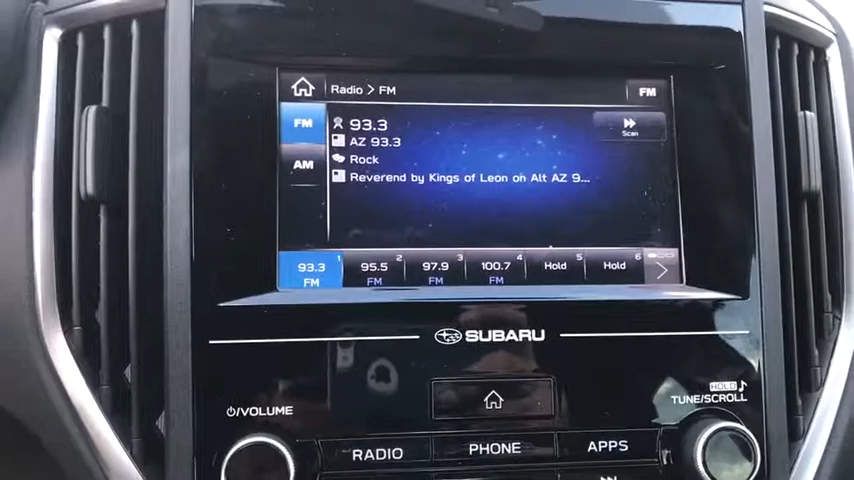 Radio > FM
FM
FM
93.3
Scan
AZ 93.3
AM
Rock
Reverend by Kings of Leon on Alt AZ 9...
93.3 1 FM
95.5 2 FM
97.9 3 FM
100.7 4 FM
Hold 5
Hold 6
SUBARU
VOLUME
HOLD
TUNE/SCROLL
RADIO
PHONE
APPS